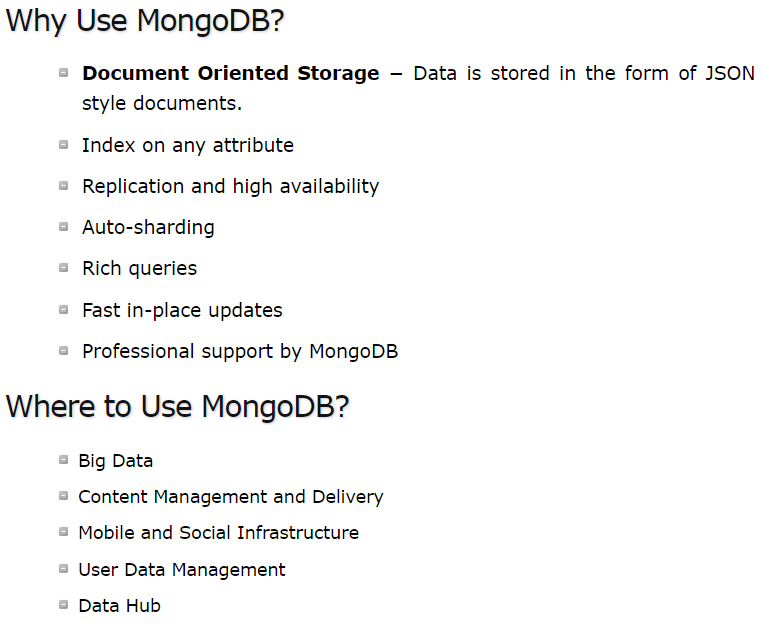 Why Use MongoDB?
Document Oriented Storage − Data is stored in the form of JSON
style documents.
Index on any attribute
Replication and high availability
Auto-sharding
Rich queries
Fast in-place updates
Professional support by MongoDB
Where to Use MongoDB?
Big Data
Content Management and Delivery
Mobile and Social Infrastructure
User Data Management
Data Hub